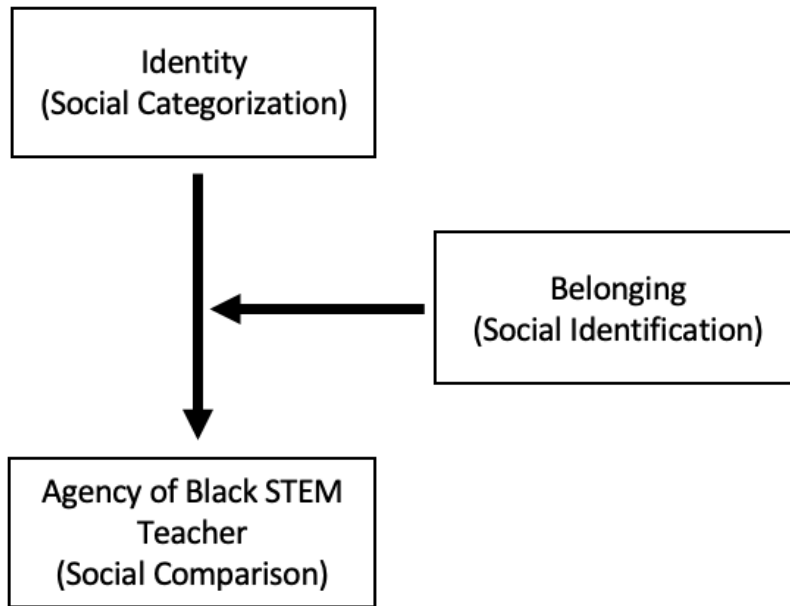 Identity
(Social Categorization)
Belonging
(Social Identification)
Agency of Black STEM
Teacher
(Social Comparison)